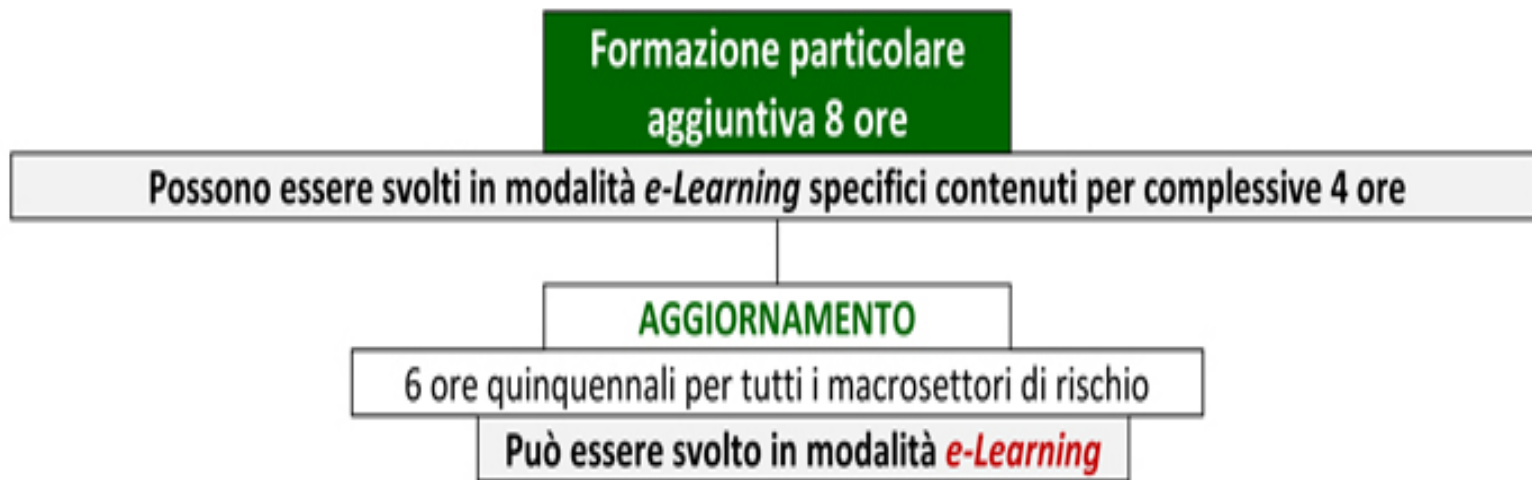 Formazione particolare
aggiuntiva 8 ore
Possono essere svolti in modalità e-Learning specifici contenuti per complessive 4 ore
AGGIORNAMENTO
6 ore quinquennali per tutti i macrosettori di rischio
Può essere svolto in modalità e-Learning